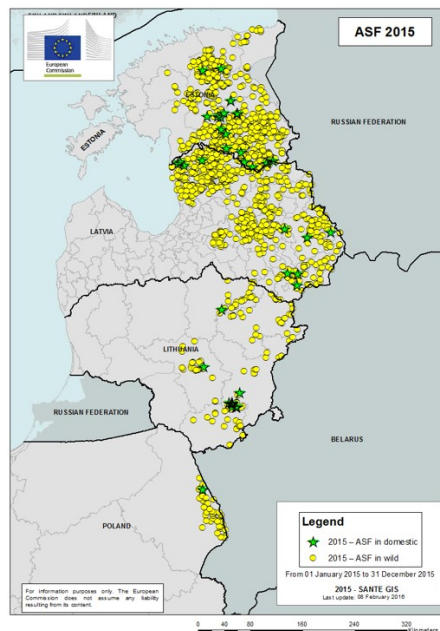 European
Commission
ASF 2015
ESTONIA
RUSSIAN FEDERATION
ESTONIA
LATVIA
LITHUANIA
RUSSIAN FEDERATION
BELARUS
POLAND
Legend
2015 – ASF in domestic
2015 – ASF in wild
From 01 January 2015 to 31 December 2015
2015 - SANTE GIS
Last update: 08 February 2016
For information purposes only. The European
Commission does not assume any liability
resulting from its content.
0 40 80 160 240 320
Kilometers